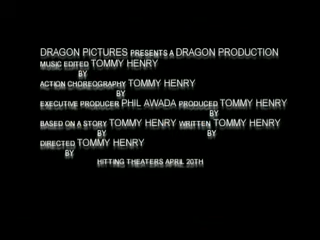 DRAGON PICTURES PRESENTS A DRAGON PRODUCTION
MUSIC EDITED TOMMY HENRY
BY
ACTION CHOREOGRAPHY TOMMY HENRY
BY
EXECUTIVE PRODUCER PHIL AWADA PRODUCED TOMMY HENRY
BY
BASED ON A STORY TOMMY HENRY WRITTEN TOMMY HENRY
BY BY
DIRECTED TOMMY HENRY
BY
HITTING THEATERS APRIL 20TH